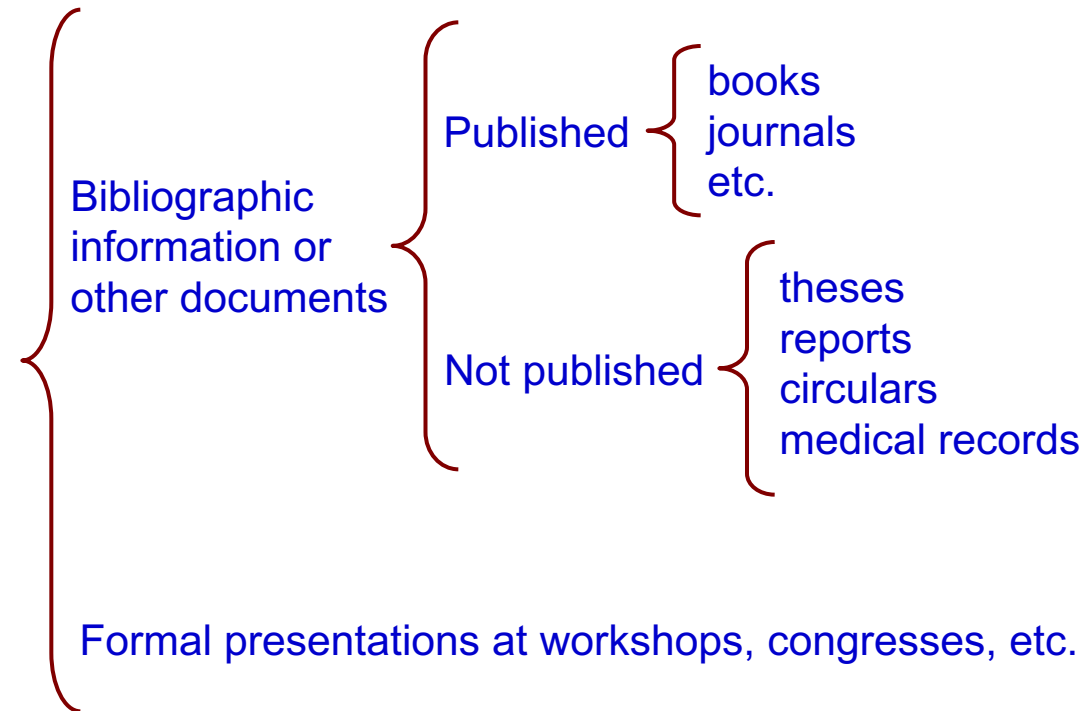 Bibliographic
information or
other documents
Published
books
journals
etc.
Not published
theses
reports
circulars
medical records
Formal presentations at workshops, congresses, etc.